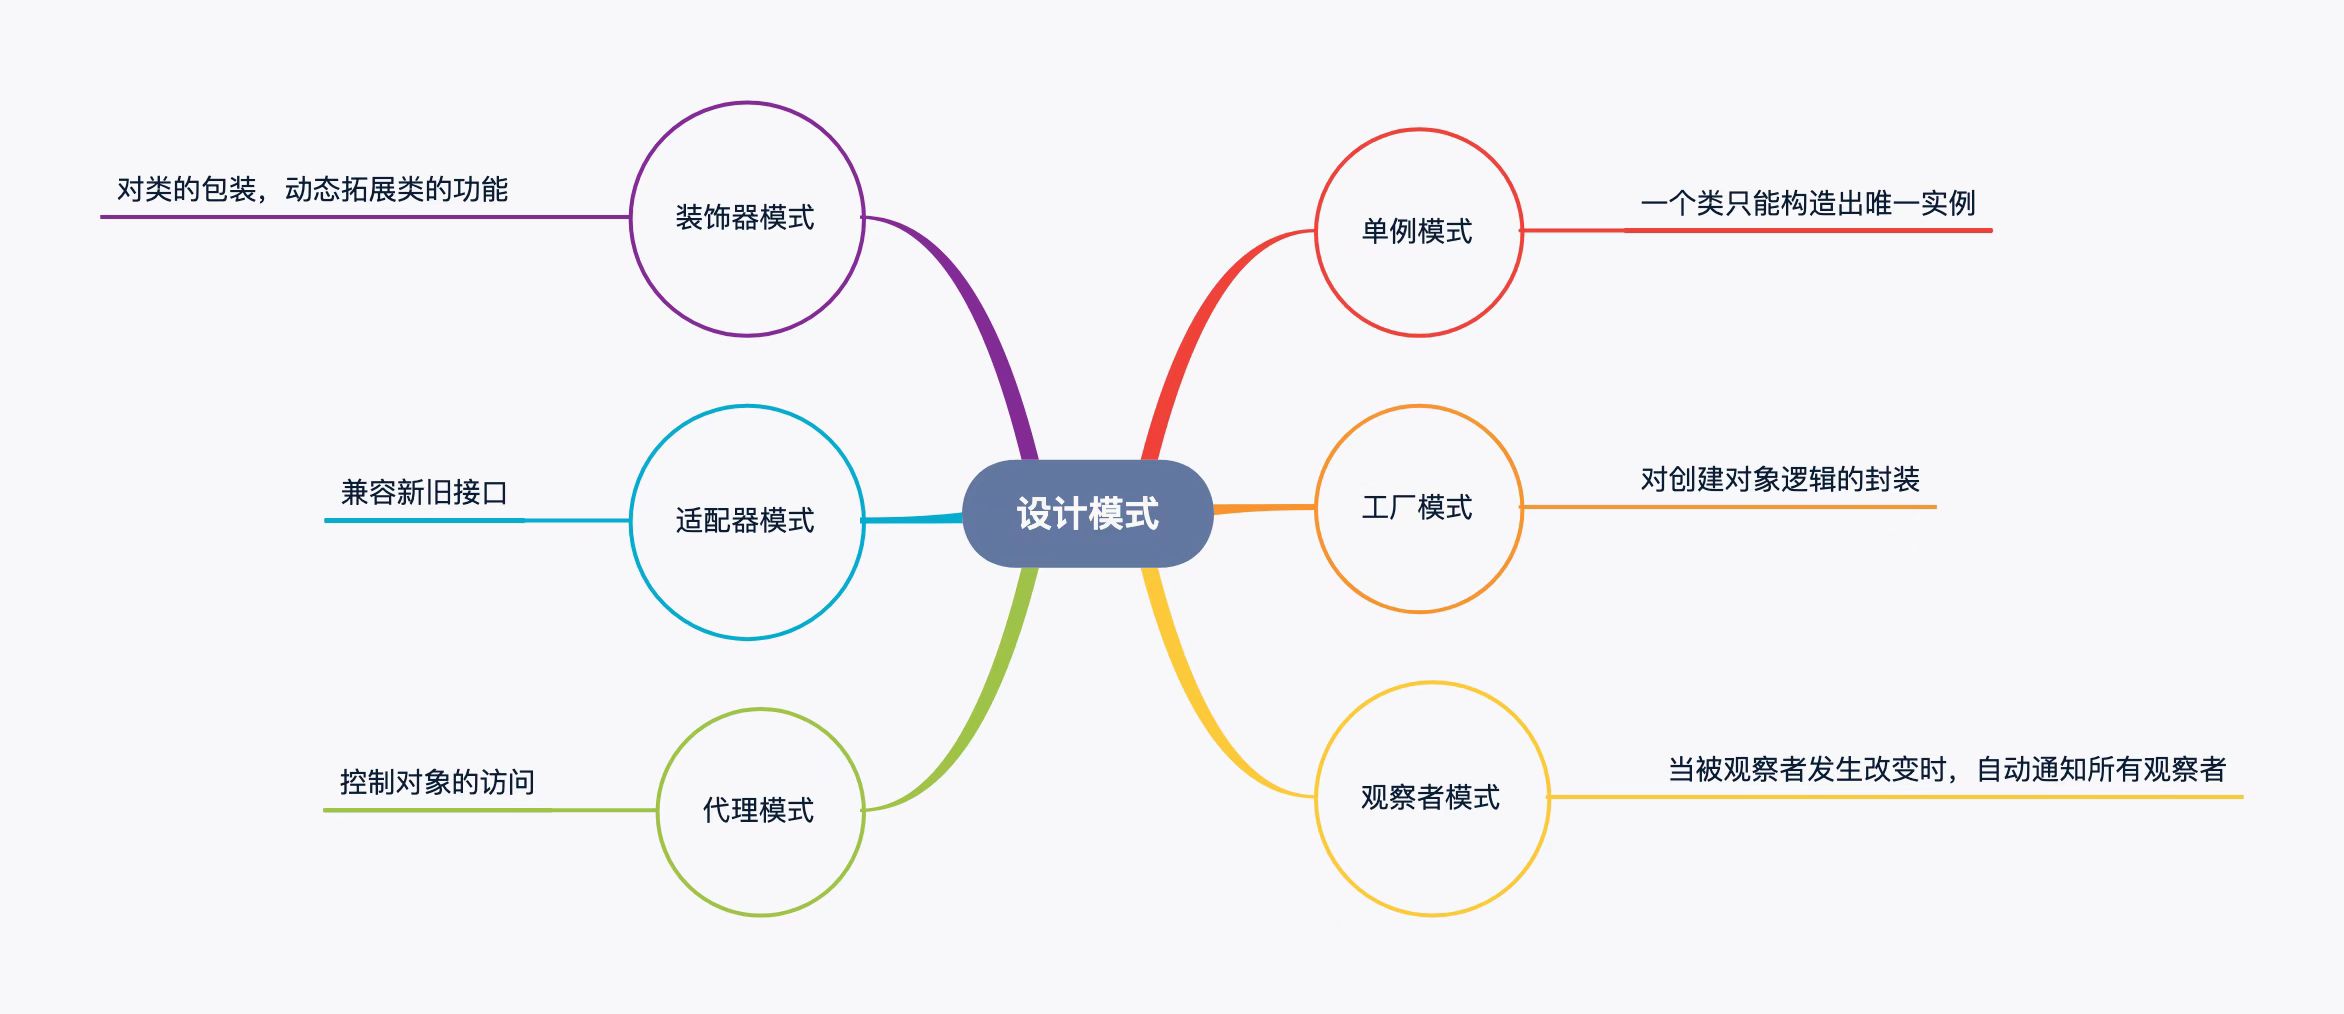 对类的包装，动态拓展类的功能
装饰器模式
单例模式
一个类只能构造出唯一实例
兼容新旧接口
适配器模式
设计模式
工厂模式
对创建对象逻辑的封装
控制对象的访问
代理模式
观察者模式
当被观察者发生改变时，自动通知所有观察者